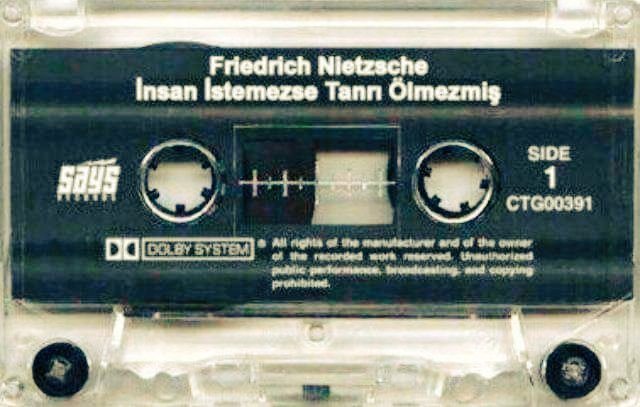 Friedrich Nietzsche
İnsan İstemezse Tanrı Ölmezmiş
says
RECORDS
SIDE
1
CTG00391
DOLBY SYSTEM ® All rights of the manufacturer and of the owner
of the recorded work reserved. Unauthorized
public performance, broadcasting, and copying
prohibited.